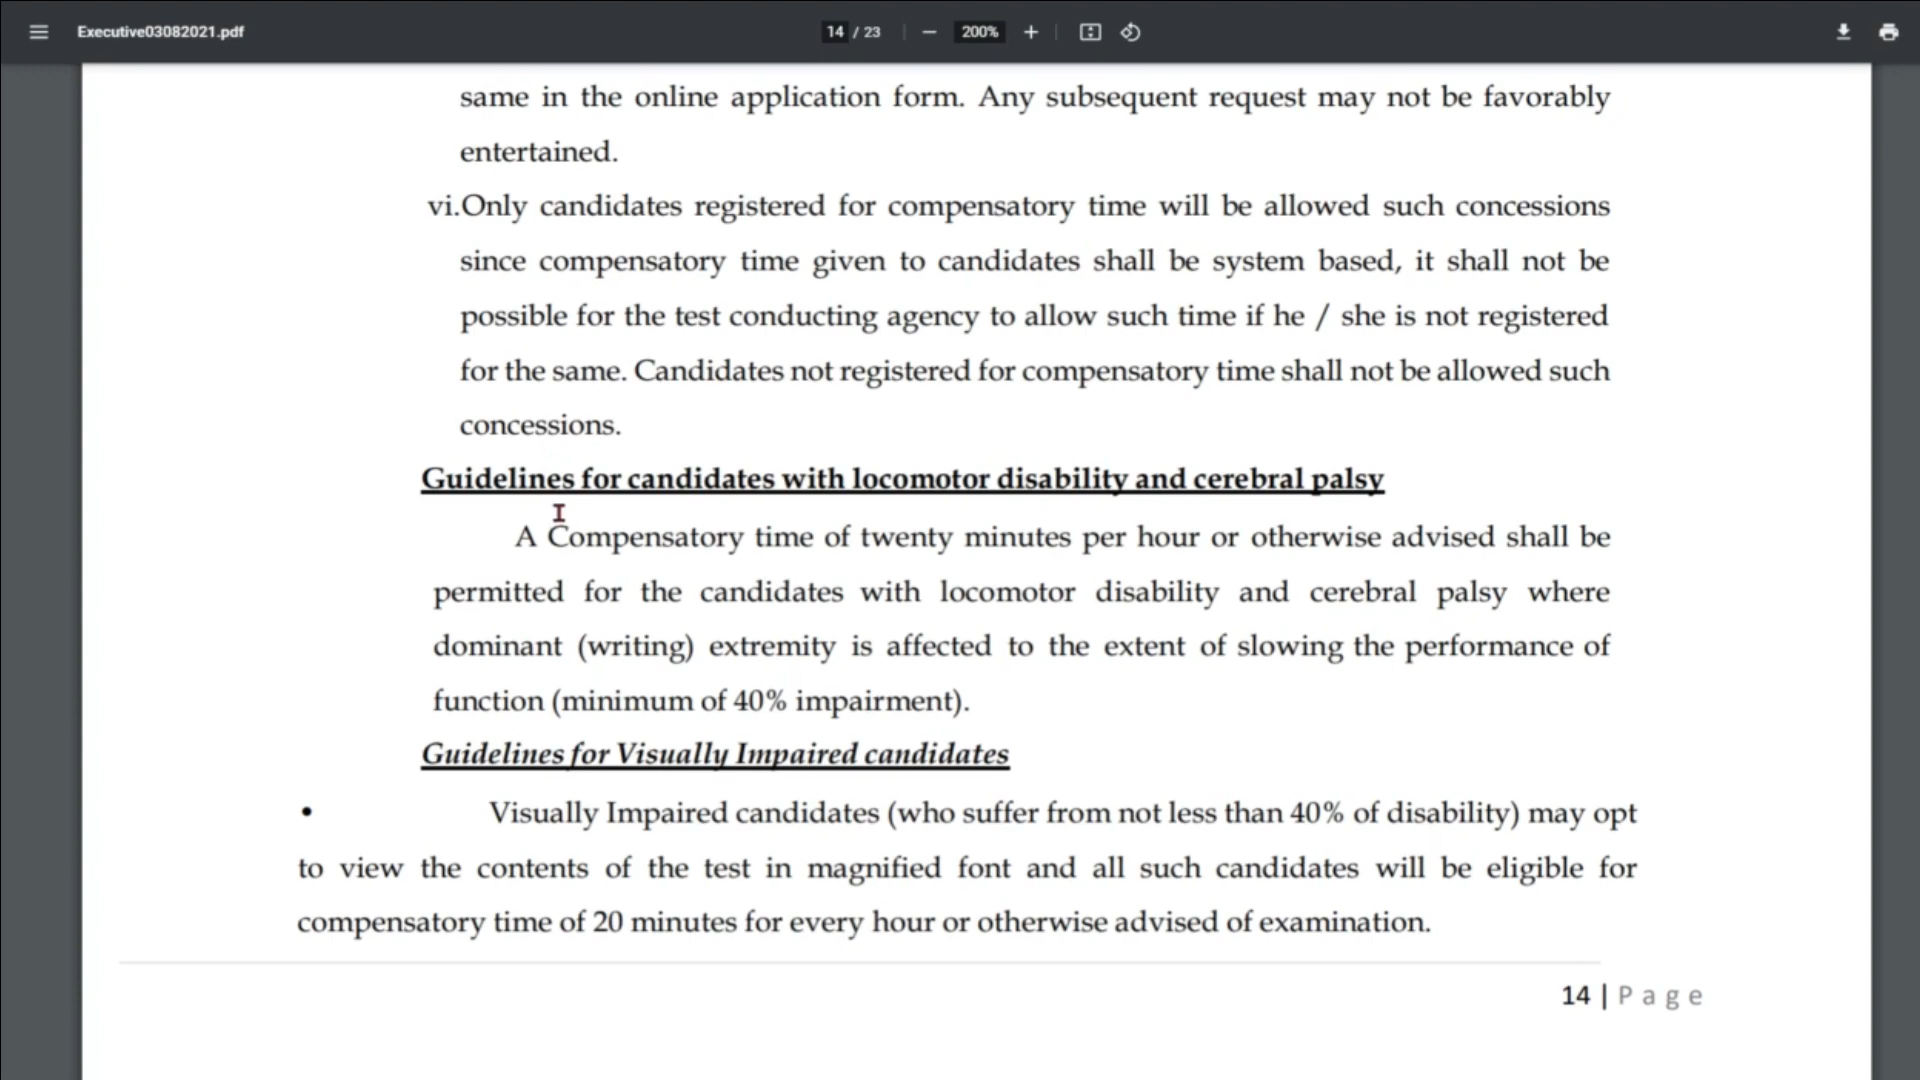 Executive03082021.pdf
14 / 23
200%
same in the online application form. Any subsequent request may not be favorably
entertained.
vi.Only candidates registered for compensatory time will be allowed such concessions
since compensatory time given to candidates shall be system based, it shall not be
possible for the test conducting agency to allow such time if he / she is not registered
for the same. Candidates not registered for compensatory time shall not be allowed such
concessions.
Guidelines for candidates with locomotor disability and cerebral palsy
A Compensatory time of twenty minutes per hour or otherwise advised shall be
permitted for the candidates with locomotor disability and cerebral palsy where
dominant (writing) extremity is affected to the extent of slowing the performance of
function (minimum of 40% impairment).
Guidelines for Visually Impaired candidates
• Visually Impaired candidates (who suffer from not less than 40% of disability) may opt
to view the contents of the test in magnified font and all such candidates will be eligible for
compensatory time of 20 minutes for every hour or otherwise advised of examination.
14 | Page